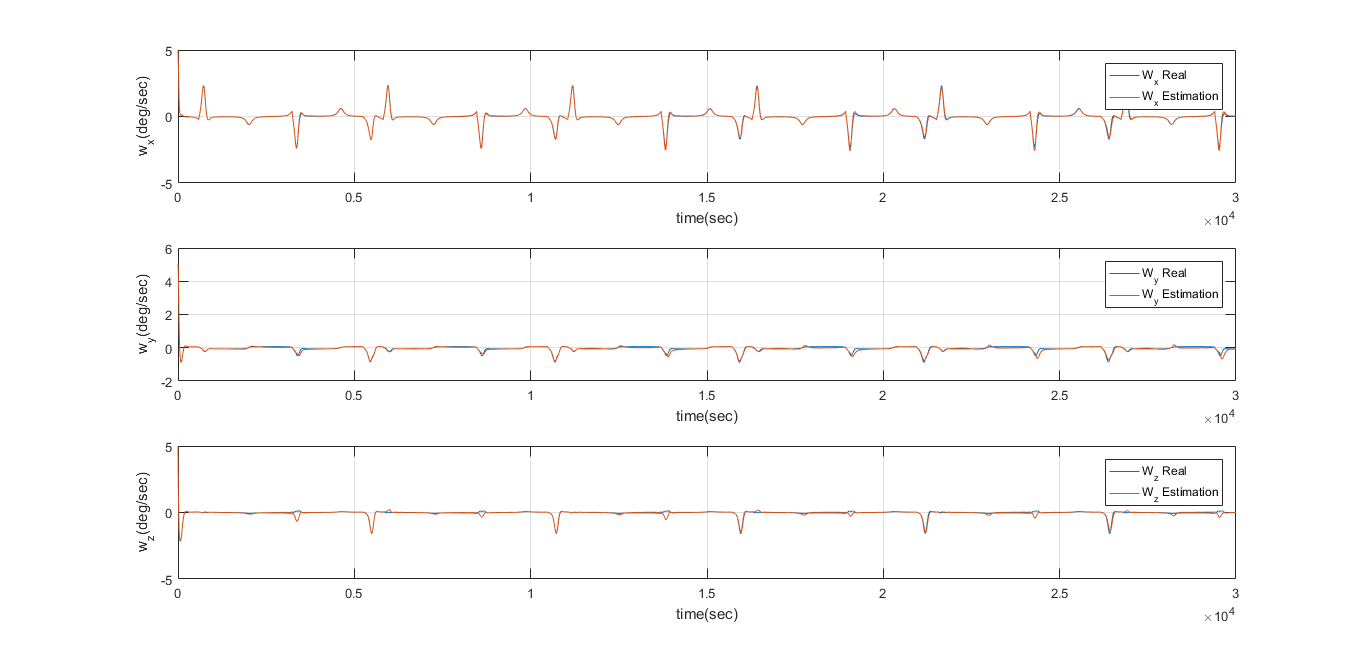 5
0
-5
w_x(deg/sec)
W_x Real
W_x Estimation
0 0.5 1 1.5 2 2.5 3
time(sec)
×10^4
6
4
2
0
-2
w_y(deg/sec)
W_y Real
W_y Estimation
0 0.5 1 1.5 2 2.5 3
time(sec)
×10^4
5
0
-5
w_z(deg/sec)
W_z Real
W_z Estimation
0 0.5 1 1.5 2 2.5 3
time(sec)
×10^4